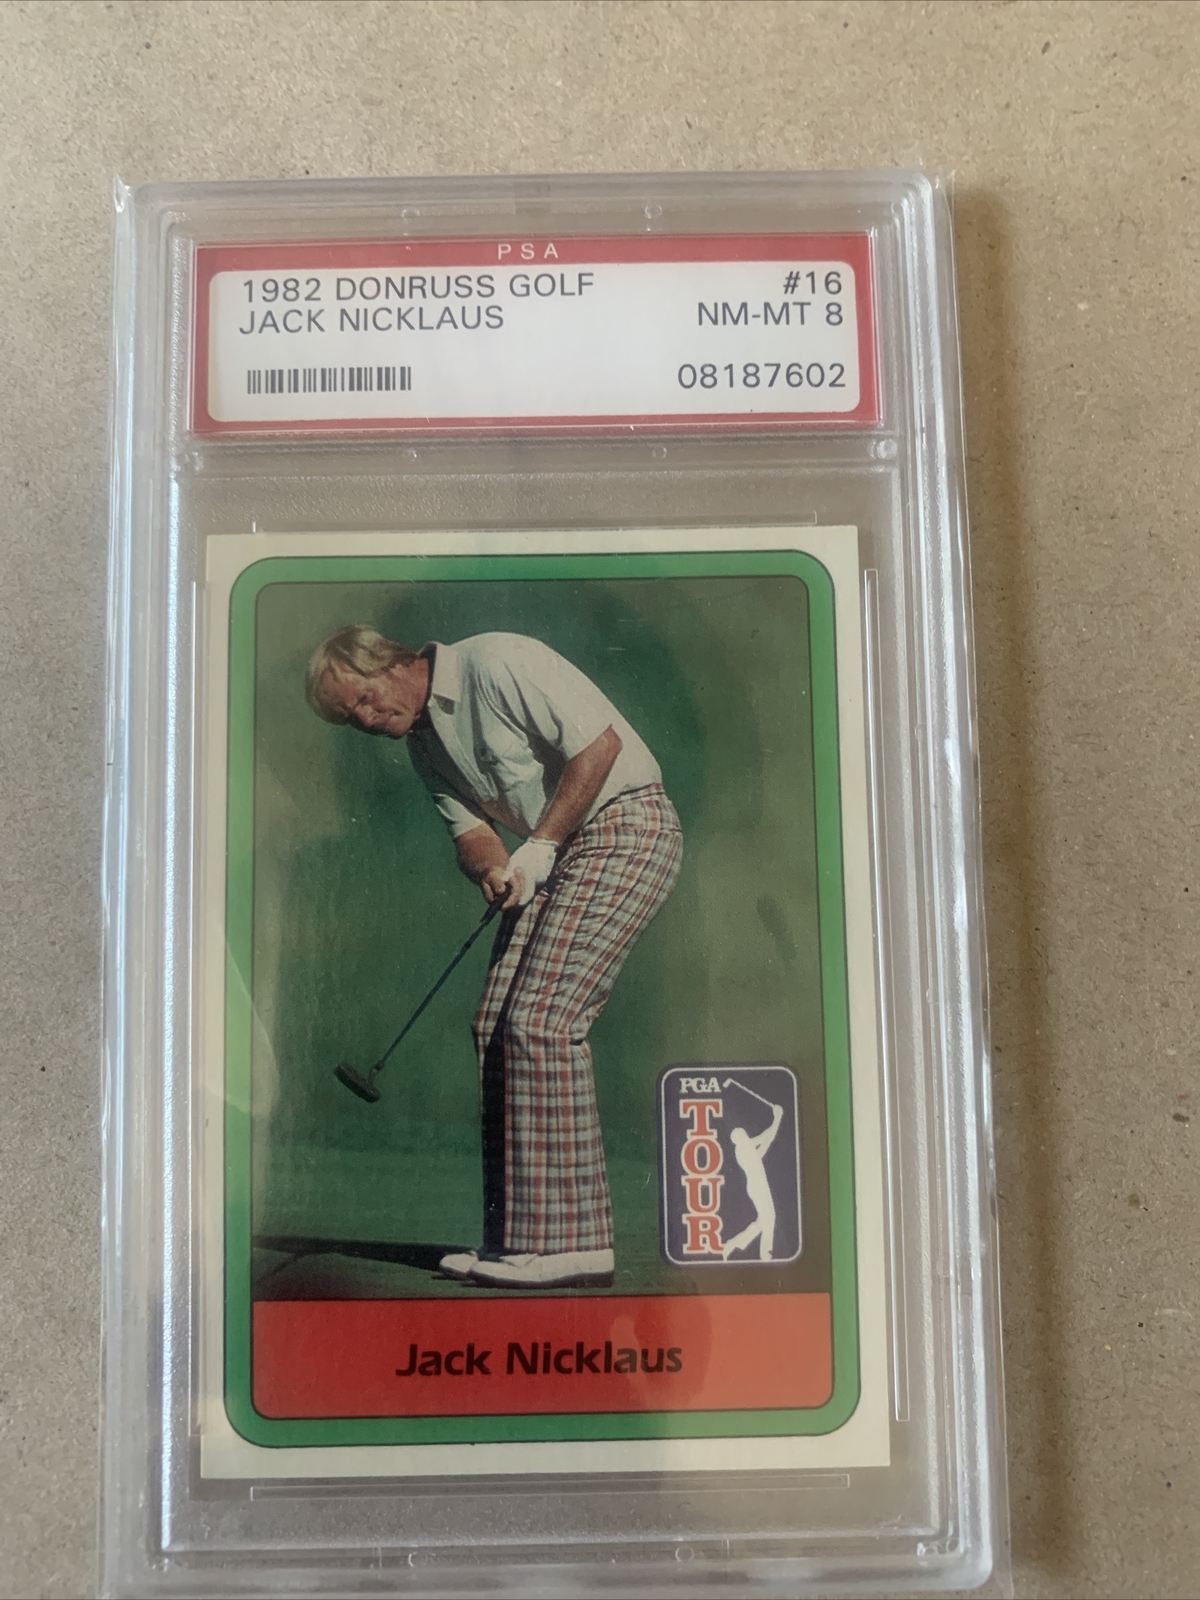 PSA
1982 DONRUSS GOLF #16
JACK NICKLAUS NM-MT 8
08187602
PGA
TOUR
Jack Nicklaus